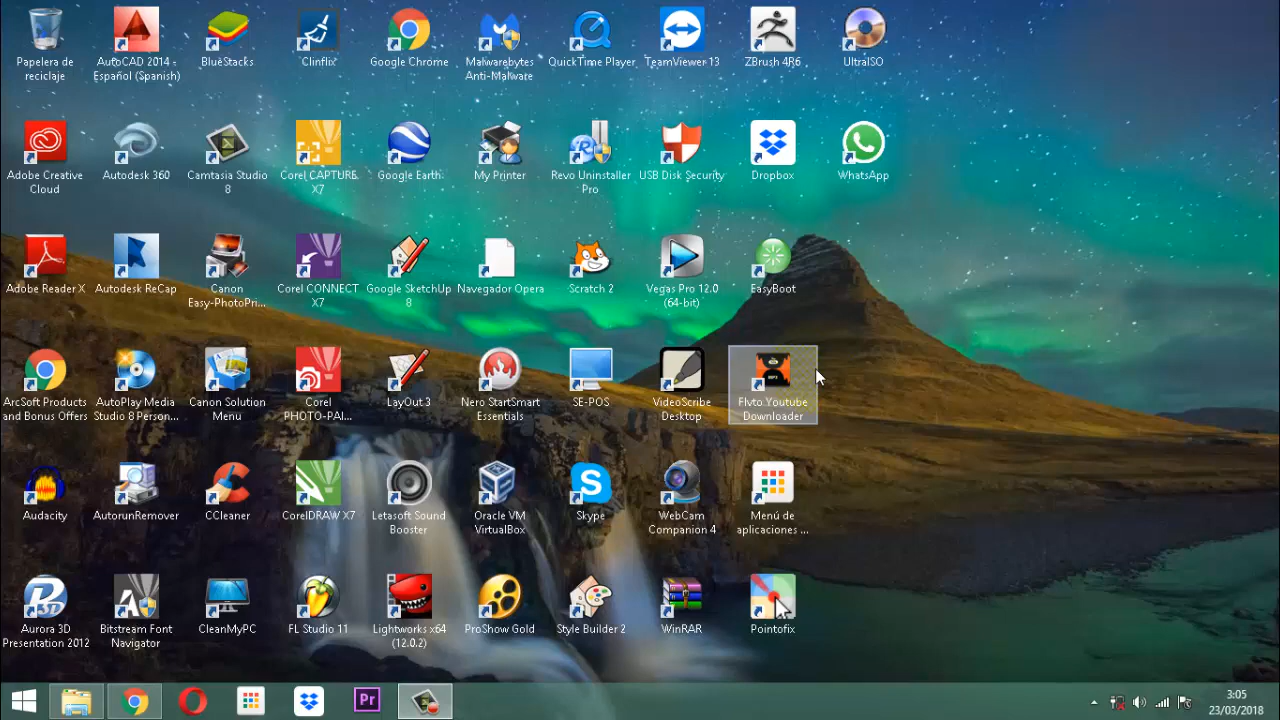 Papelera de
reciclaje
AutoCAD 2014 -
Español (Spanish)
BlueStacks
Clinflix
Google Chrome
Malwarebytes
Anti-Malware
QuickTime Player
TeamViewer 13
ZBrush 4R6
UltraISO
Adobe Creative
Cloud
Autodesk 360
Camtasia Studio
8
Corel CAPTURE
X7
Google Earth
My Printer
Revo Uninstaller
Pro
USB Disk Security
Dropbox
WhatsApp
Adobe Reader X
Autodesk ReCap
Canon
Easy-PhotoPri...
Corel CONNECT
X7
Google SketchUp
8
Navegador Opera
Scratch 2
Vegas Pro 12.0
(64-bit)
EasyBoot
ArcSoft Products
and Bonus Offers
AutoPlay Media
Studio 8 Person...
Canon Solution
Menu
Corel
PHOTO-PAI...
LayOut 3
Nero StartSmart
Essentials
SE-POS
VideoScribe
Desktop
Flvto Youtube
Downloader
Audacity
AutorunRemover
CCleaner
CorelDRAW X7
Letasoft Sound
Booster
Oracle VM
VirtualBox
Skype
WebCam
Companion 4
Menú de
aplicaciones ...
Aurora 3D
Presentation 2012
Bitstream Font
Navigator
CleanMyPC
FL Studio 11
Lightworks x64
(12.0.2)
ProShow Gold
Style Builder 2
WinRAR
Pointofix
Pr
3:05
23/03/2018